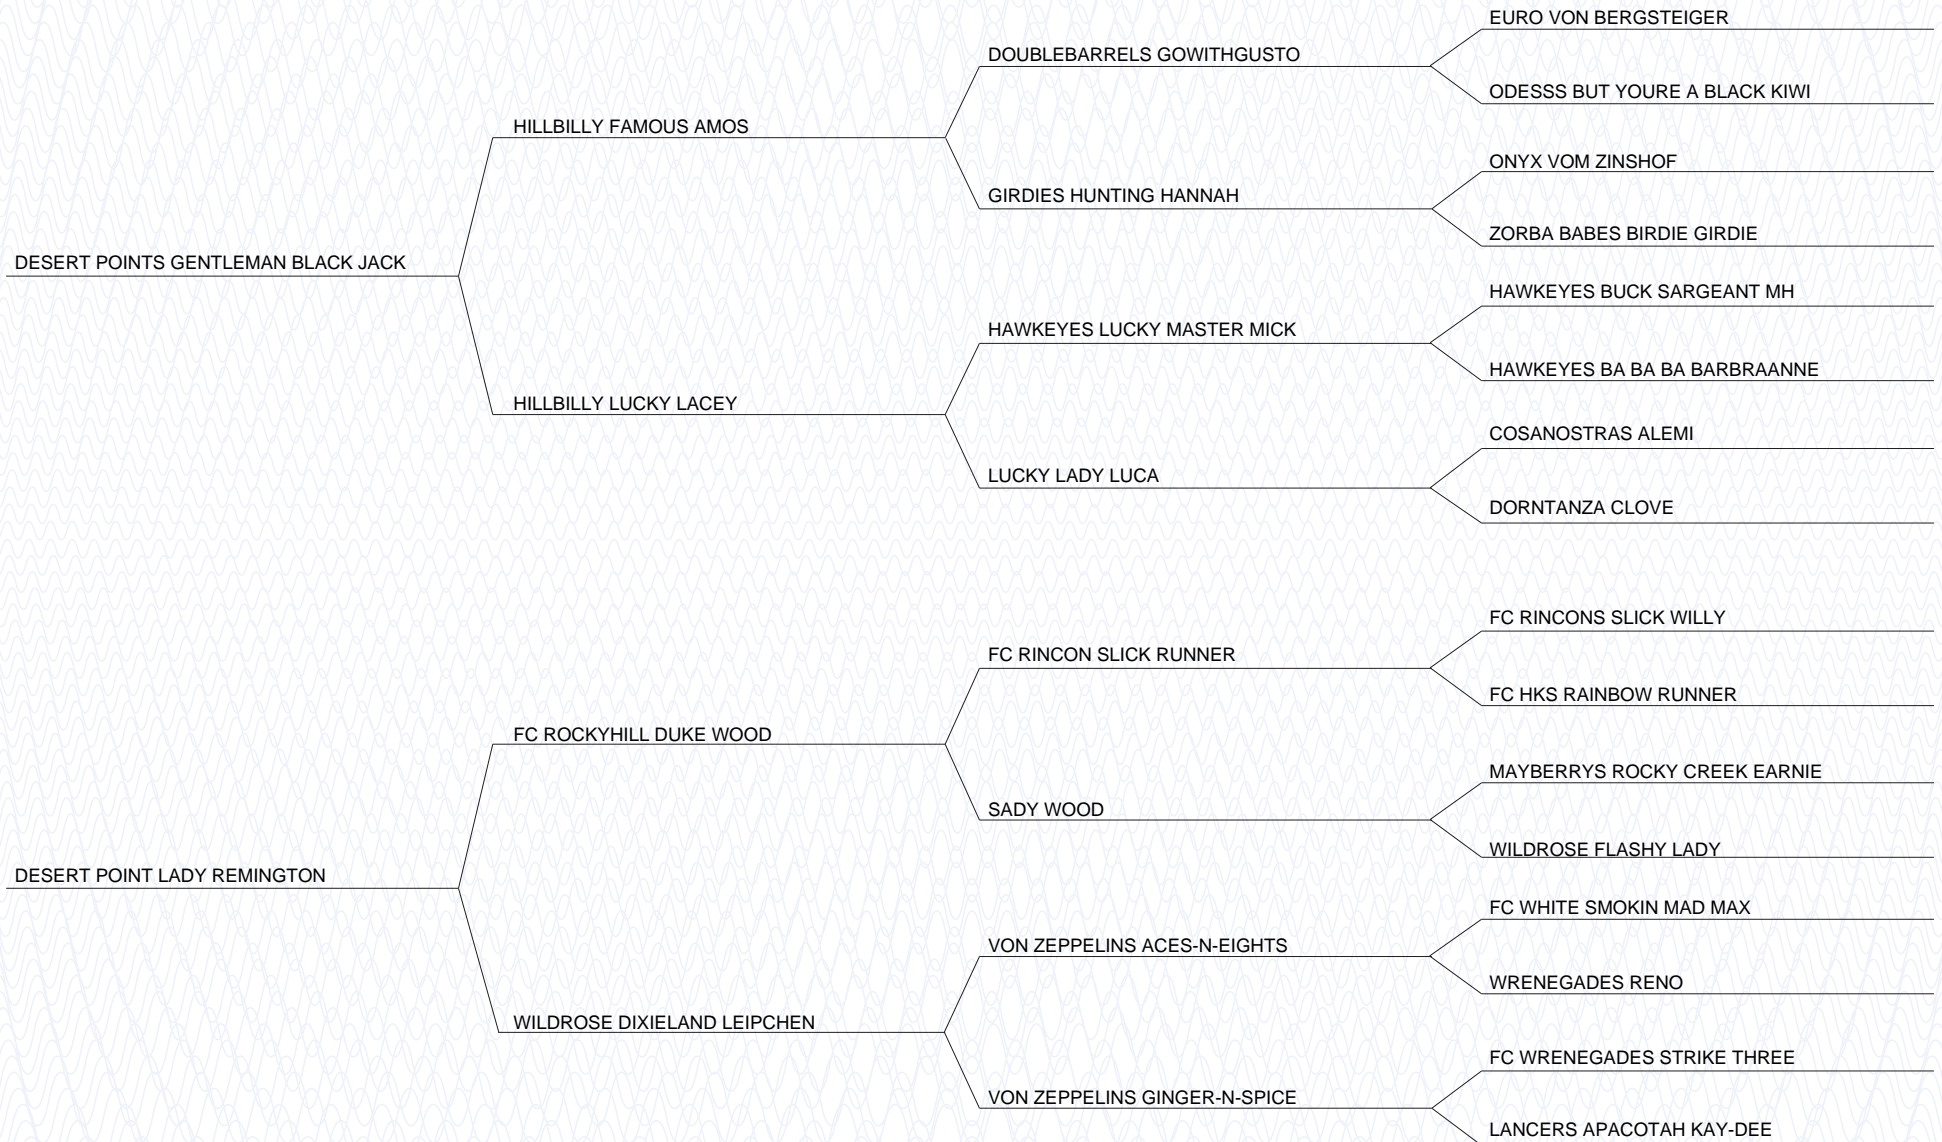 EURO VON BERGSTEIGER
DOUBLEBARRELS GOWITHGUSTO
ODESSS BUT YOURE A BLACK KIWI
HILLBILLY FAMOUS AMOS
ONYX VOM ZINSHOF
GIRDIES HUNTING HANNAH
ZORBA BABES BIRDIE GIRDIE
DESERT POINTS GENTLEMAN BLACK JACK
HAWKEYES BUCK SARGEANT MH
HAWKEYES LUCKY MASTER MICK
HAWKEYES BA BA BA BARBRAANNE
HILLBILLY LUCKY LACEY
COSANOSTRAS ALEMI
LUCKY LADY LUCA
DORNTANZA CLOVE
FC RINCONS SLICK WILLY
FC RINCON SLICK RUNNER
FC HKS RAINBOW RUNNER
FC ROCKYHILL DUKE WOOD
MAYBERRYS ROCKY CREEK EARNIE
SADY WOOD
WILDROSE FLASHY LADY
DESERT POINT LADY REMINGTON
FC WHITE SMOKIN MAD MAX
VON ZEPPELINS ACES-N-EIGHTS
WRENEGADES RENO
WILDROSE DIXIELAND LEIPCHEN
FC WRENEGADES STRIKE THREE
VON ZEPPELINS GINGER-N-SPICE
LANCERS APACOTAH KAY-DEE